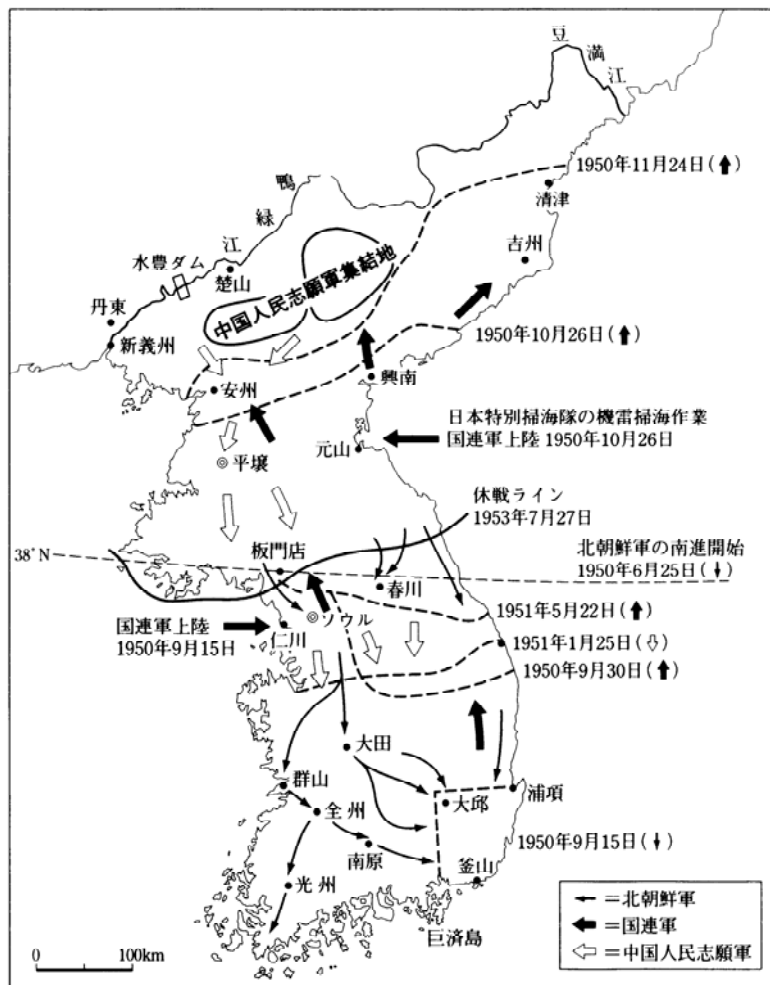 豆満江
1950年11月24日(⬆)
清津
鴨緑江
吉州
水豊ダム
楚山
中国人民志願軍集結地
丹東
新義州
1950年10月26日(⬆)
安州
興南
日本特別掃海隊の機雷掃海作業
国連軍上陸 1950年10月26日
元山
平壌
休戦ライン
1953年7月27日
38°N
板門店
北朝鮮軍の南進開始
1950年6月25日(↓)
春川
1951年5月22日(⬆)
国連軍上陸
1950年9月15日
ソウル
仁川
1951年1月25日(⇩)
1950年9月30日(⬆)
大田
群山
浦項
大邱
全州
1950年9月15日(↓)
南原
釜山
光州
巨済島
=北朝鮮軍
=国連軍
=中国人民志願軍
0 100km